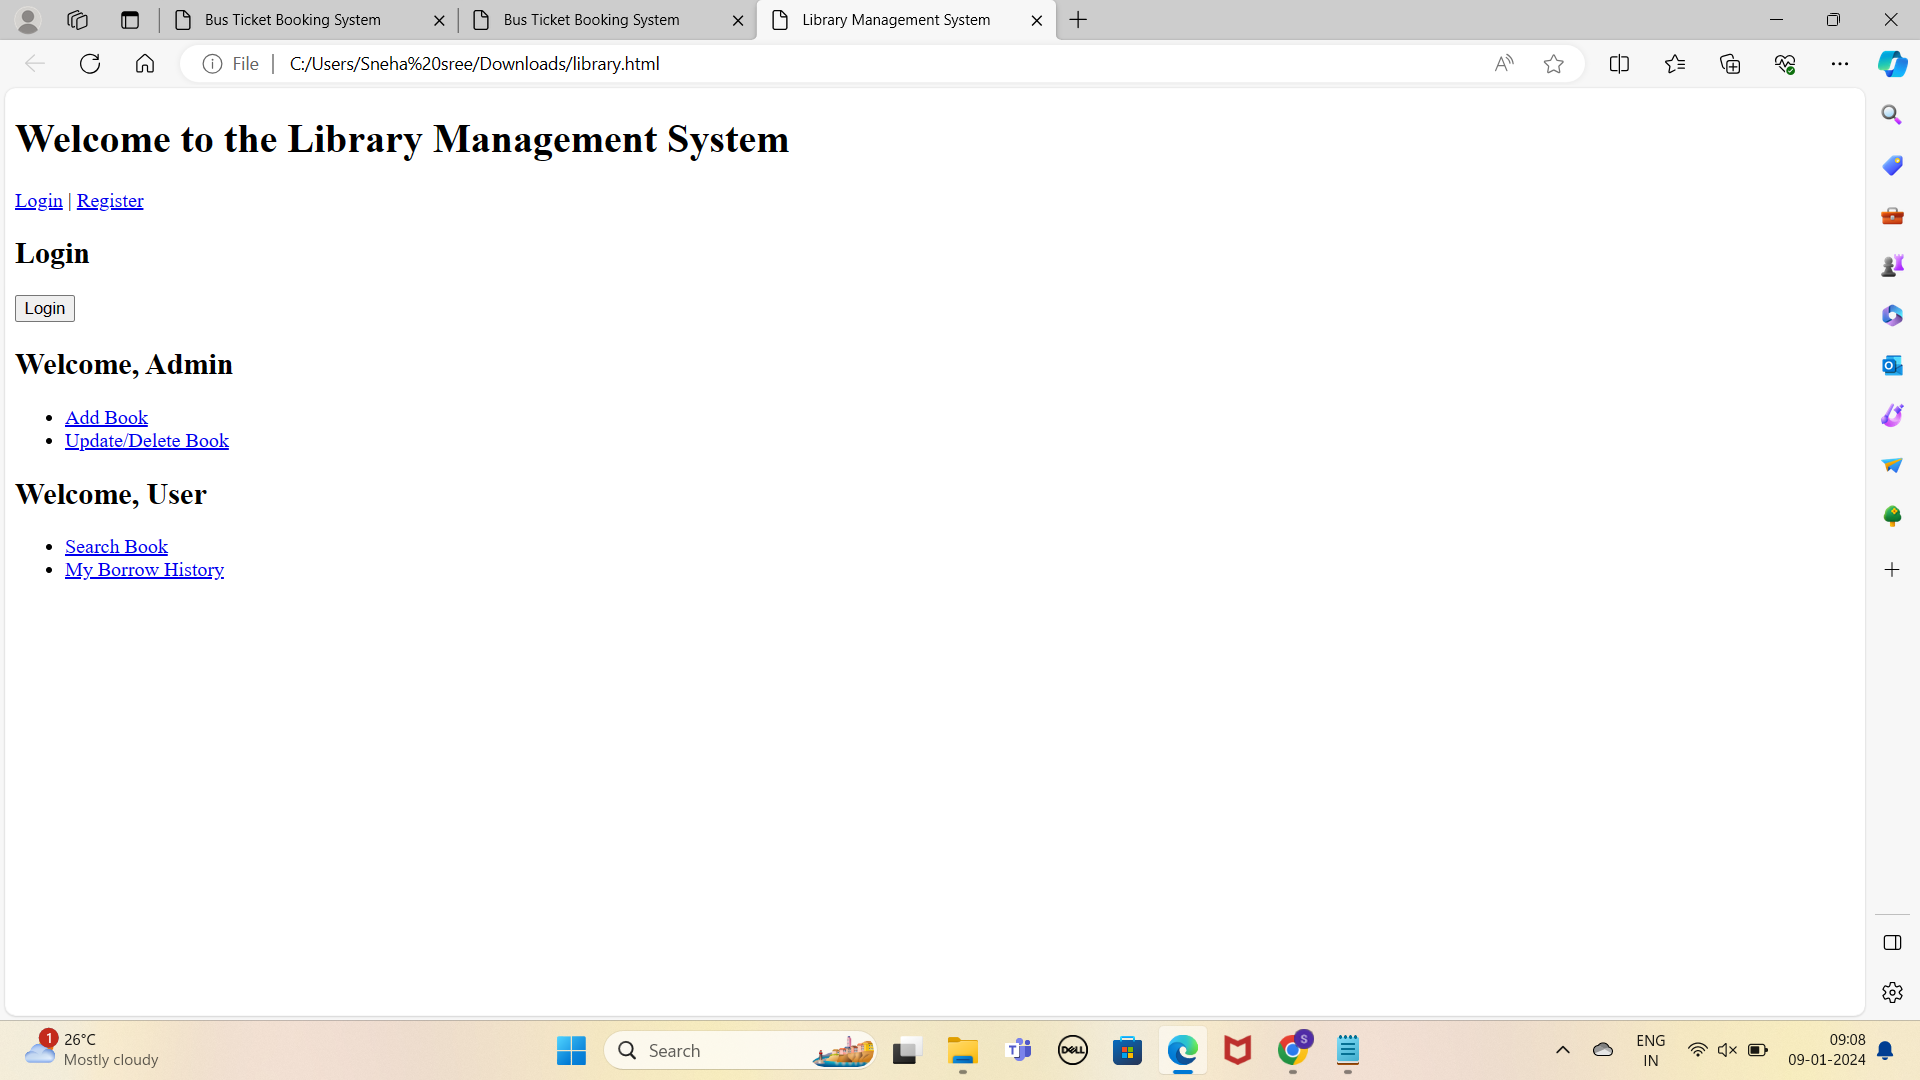 Bus Ticket Booking System
Bus Ticket Booking System
Library Management System
File
C:/Users/Sneha%20sree/Downloads/library.html
Welcome to the Library Management System
Login | Register
Login
Login
Welcome, Admin
Add Book
Update/Delete Book
Welcome, User
Search Book
My Borrow History
1
26°C
Mostly cloudy
Search
DELL
S
ENG
IN
09:08
09-01-2024